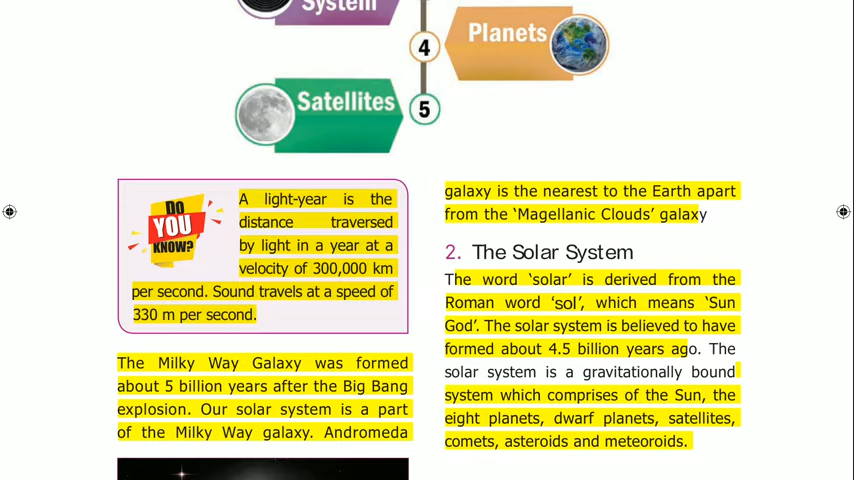 System
4
Planets
Satellites
5
DO
YOU
KNOW?
A light-year is the
distance traversed
by light in a year at a
velocity of 300,000 km
per second. Sound travels at a speed of
330 m per second.
The Milky Way Galaxy was formed
about 5 billion years after the Big Bang
explosion. Our solar system is a part
of the Milky Way galaxy. Andromeda
galaxy is the nearest to the Earth apart
from the ‘Magellanic Clouds’ galaxy
2. The Solar System
The word ‘solar’ is derived from the
Roman word ‘sol’, which means ‘Sun
God’. The solar system is believed to have
formed about 4.5 billion years ago. The
solar system is a gravitationally bound
system which comprises of the Sun, the
eight planets, dwarf planets, satellites,
comets, asteroids and meteoroids.